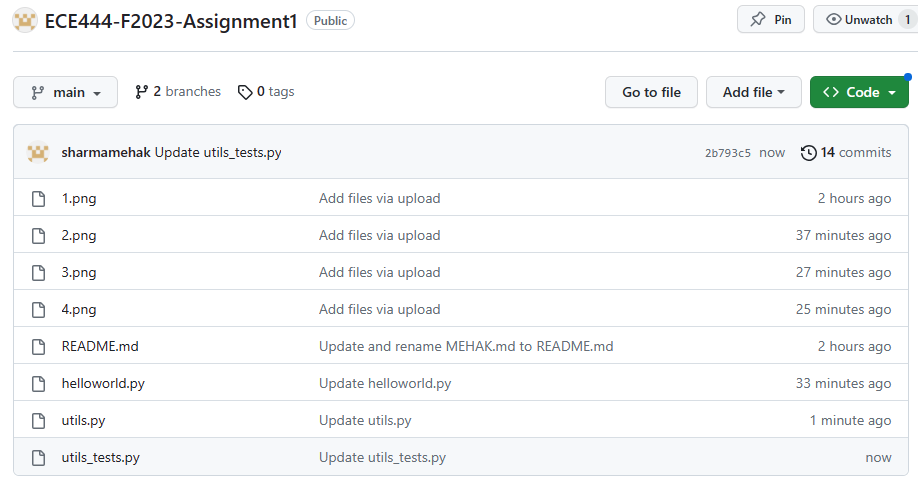 ECE444-F2023-Assignment1 Public Pin Unwatch 1
main 2 branches 0 tags Go to file Add file Code
sharmamehak Update utils_tests.py 2b793c5 now 14 commits
1.png Add files via upload 2 hours ago
2.png Add files via upload 37 minutes ago
3.png Add files via upload 27 minutes ago
4.png Add files via upload 25 minutes ago
README.md Update and rename MEHAK.md to README.md 2 hours ago
helloworld.py Update helloworld.py 33 minutes ago
utils.py Update utils.py 1 minute ago
utils_tests.py Update utils_tests.py now